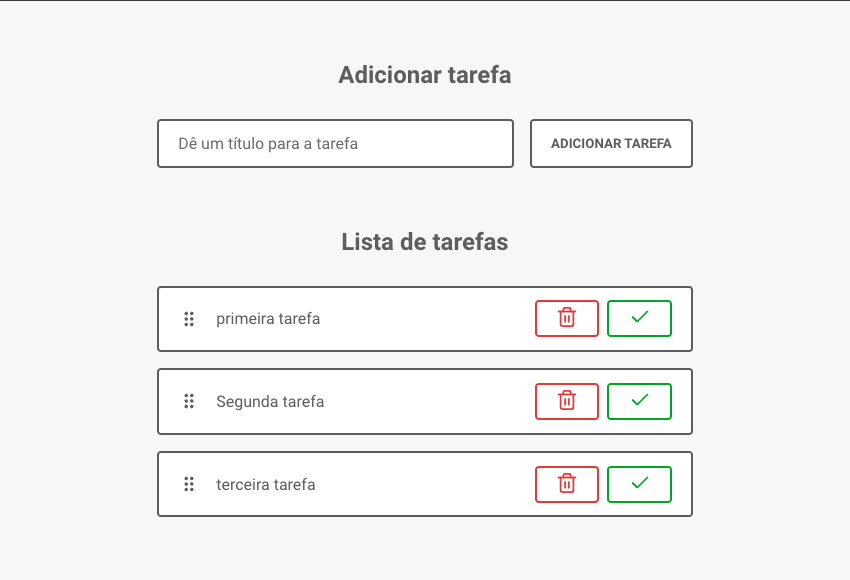 Adicionar tarefa
Dê um título para a tarefa
ADICIONAR TAREFA
Lista de tarefas
primeira tarefa
Segunda tarefa
terceira tarefa